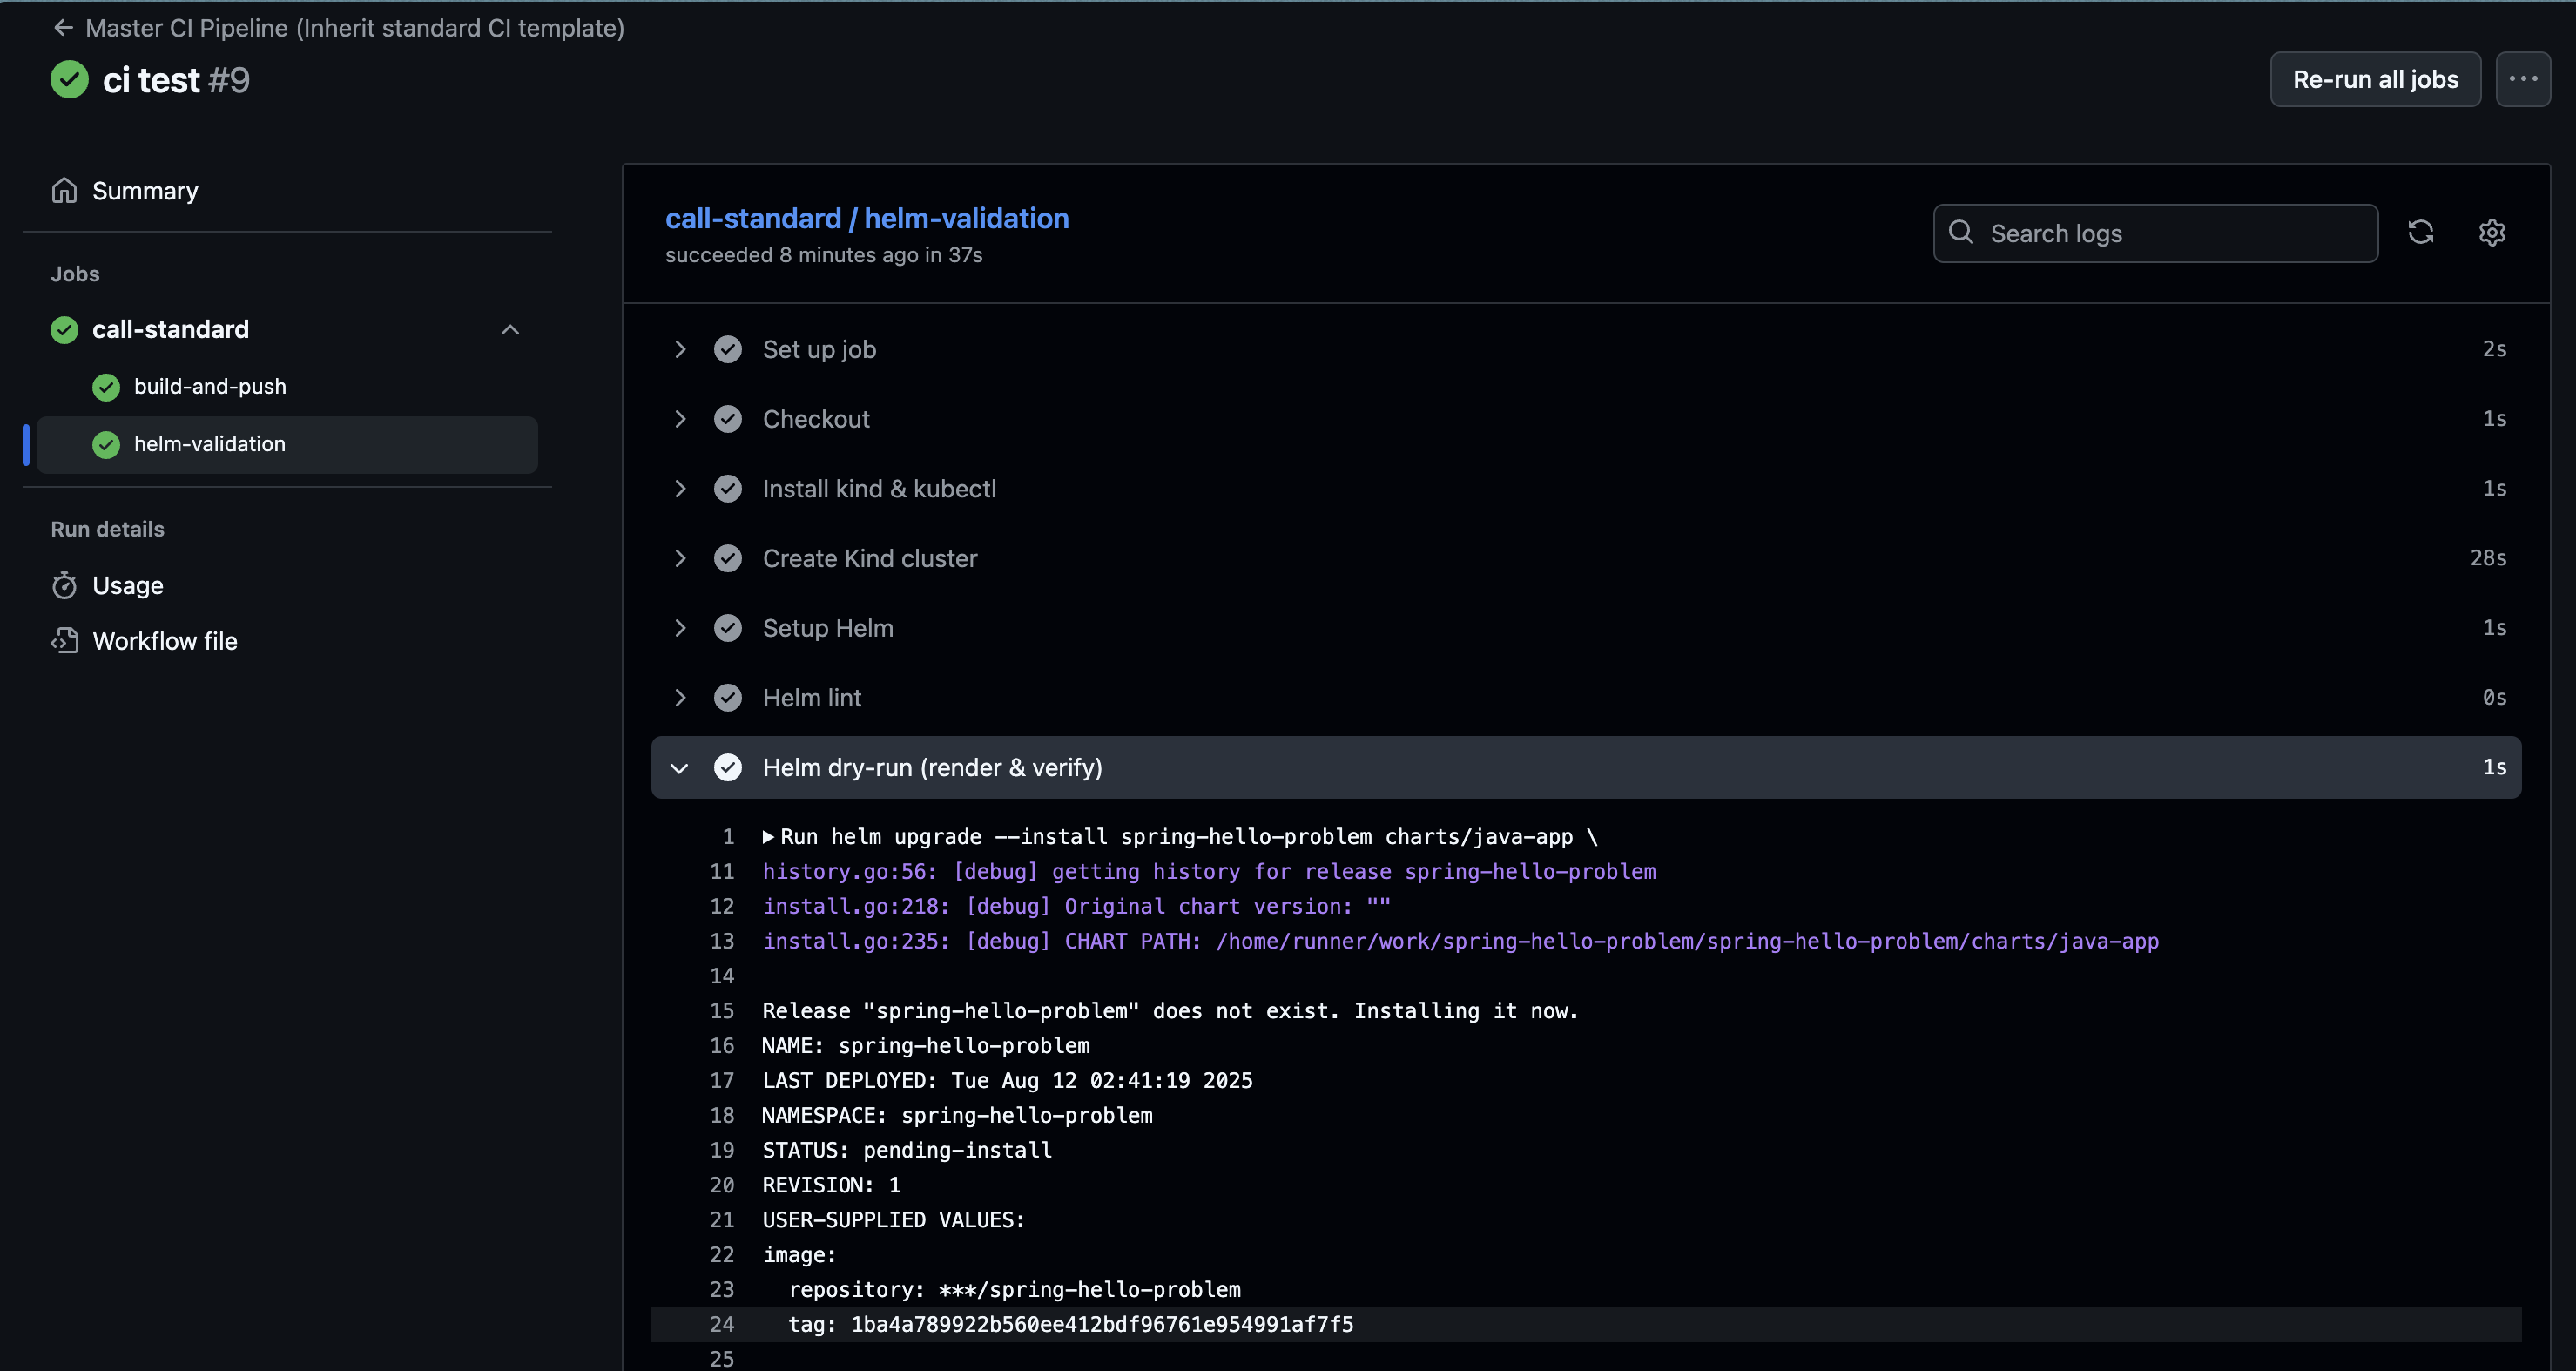 ← Master CI Pipeline (Inherit standard CI template)
ci test #9
Re-run all jobs
Summary
Jobs
call-standard
build-and-push
helm-validation
Run details
Usage
Workflow file
call-standard / helm-validation
succeeded 8 minutes ago in 37s
Search logs
Set up job 2s
Checkout 1s
Install kind & kubectl 1s
Create Kind cluster 28s
Setup Helm 1s
Helm lint 0s
Helm dry-run (render & verify) 1s
1 ▶Run helm upgrade --install spring-hello-problem charts/java-app \
11 history.go:56: [debug] getting history for release spring-hello-problem
12 install.go:218: [debug] Original chart version: ""
13 install.go:235: [debug] CHART PATH: /home/runner/work/spring-hello-problem/spring-hello-problem/charts/java-app
14
15 Release "spring-hello-problem" does not exist. Installing it now.
16 NAME: spring-hello-problem
17 LAST DEPLOYED: Tue Aug 12 02:41:19 2025
18 NAMESPACE: spring-hello-problem
19 STATUS: pending-install
20 REVISION: 1
21 USER-SUPPLIED VALUES:
22 image:
23   repository: ***/spring-hello-problem
24   tag: 1ba4a789922b560ee412bdf96761e954991af7f5
25